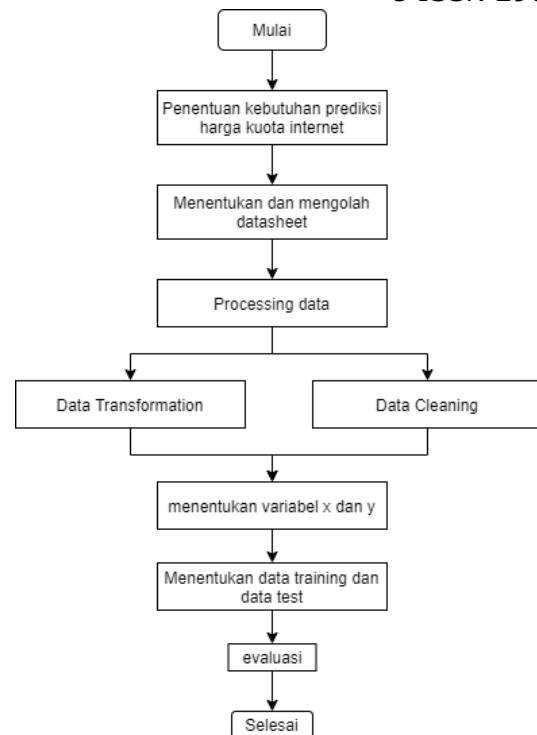 Mulai
Penentuan kebutuhan prediksi
harga kuota internet
Menentukan dan mengolah
datasheet
Processing data
Data Transformation
Data Cleaning
menentukan variabel x dan y
Menentukan data training dan
data test
evaluasi
Selesai